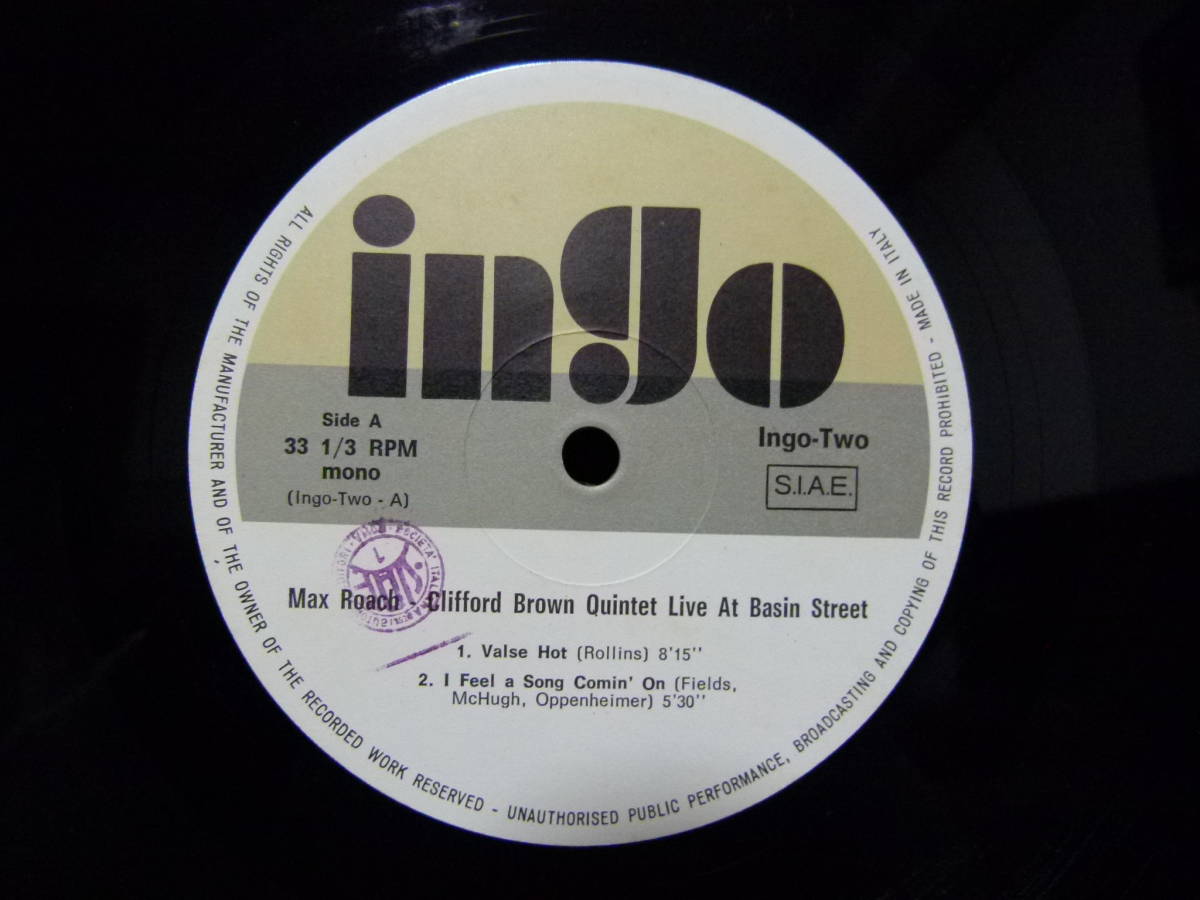 ingo
Side A
33 1/3 RPM
mono
(Ingo-Two - A)
Ingo-Two
S.I.A.E.
Max Roach - Clifford Brown Quintet Live At Basin Street
1. Valse Hot (Rollins) 8'15''
2. I Feel a Song Comin' On (Fields,
McHugh, Oppenheimer) 5'30''
ALL RIGHTS OF THE MANUFACTURER AND OF THE OWNER OF THE RECORDED WORK RESERVED - UNAUTHORISED PUBLIC PERFORMANCE, BROADCASTING AND COPYING OF THIS RECORD PROHIBITED - MADE IN ITALY
SIAE